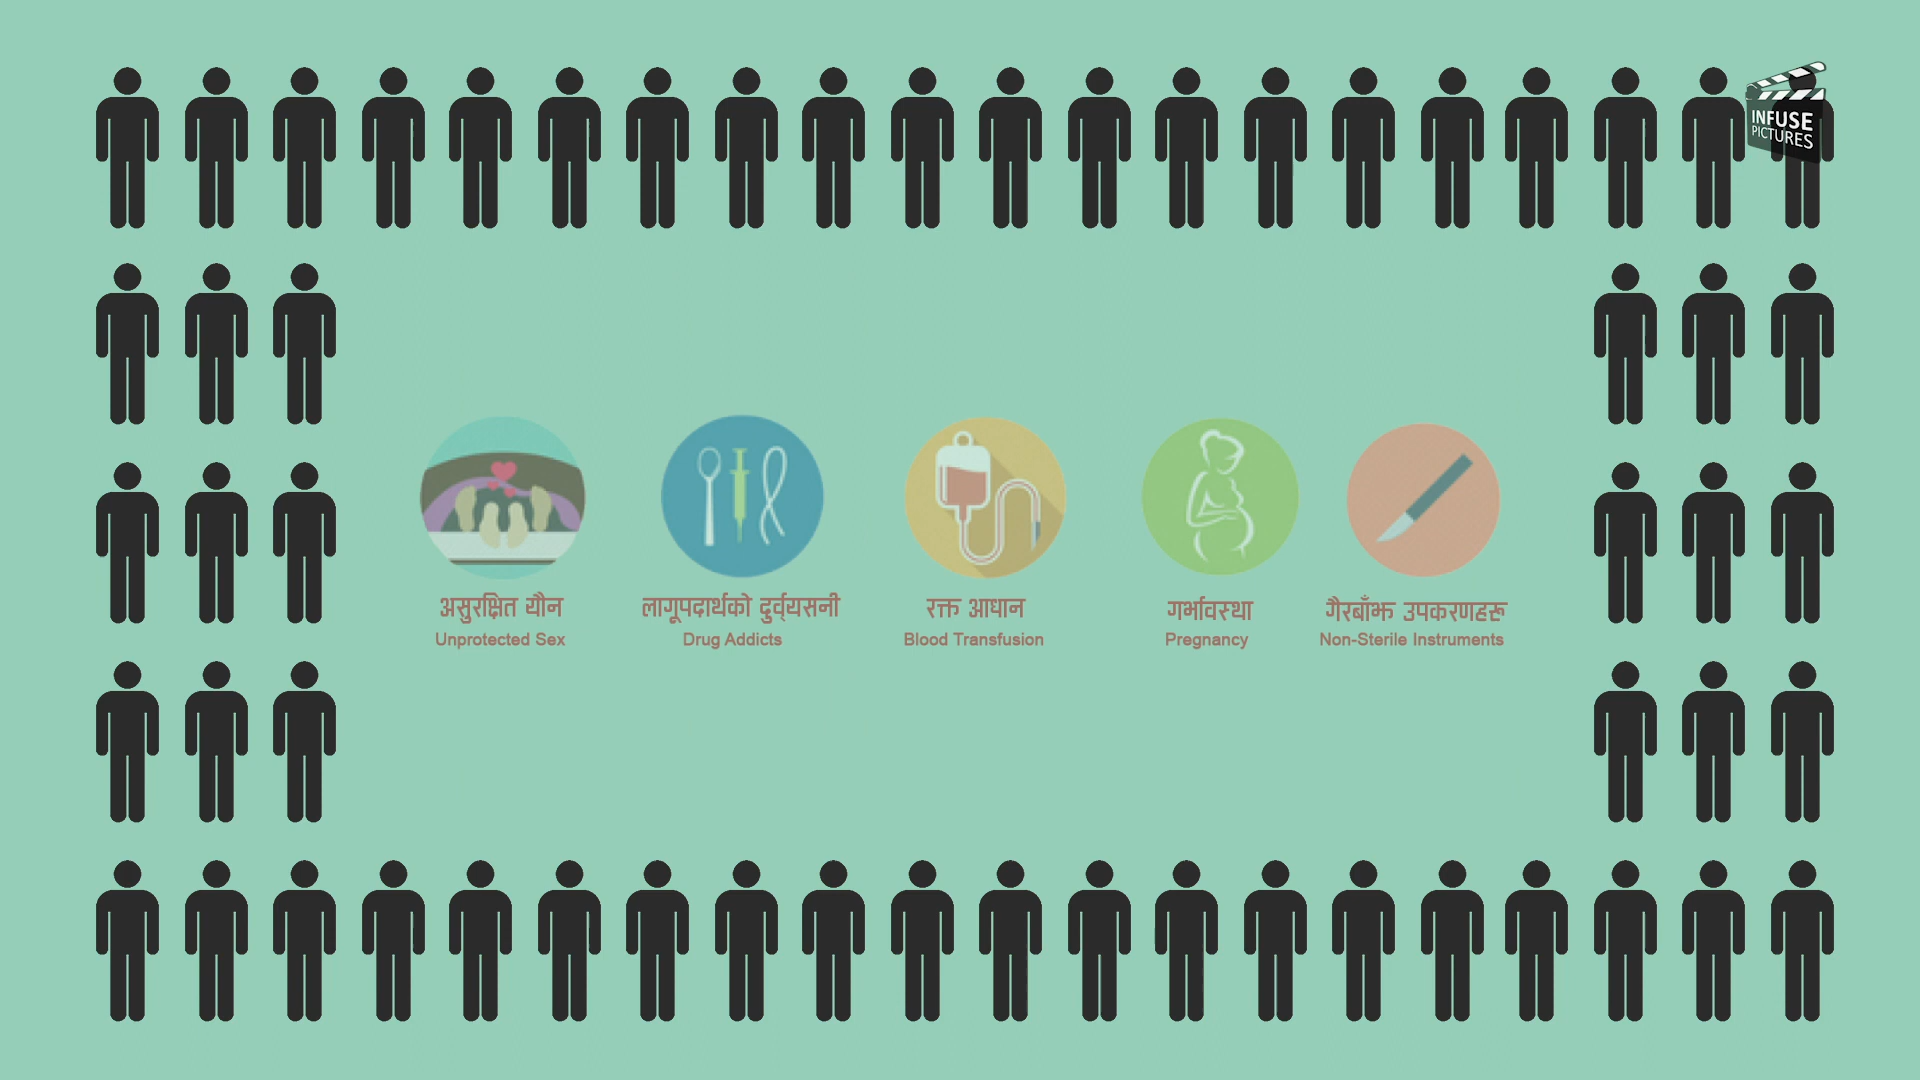 INFUSE
PICTURES
असुरक्षित यौन
Unprotected Sex
लागूपदार्थको दुर्व्यसनी
Drug Addicts
रक्त आधान
Blood Transfusion
गर्भावस्था
Pregnancy
गैरबाँझ उपकरणहरू
Non-Sterile Instruments